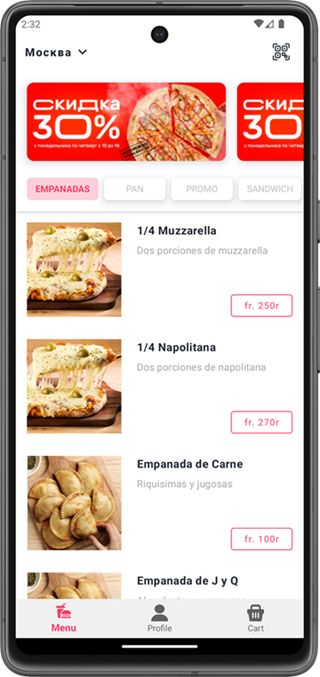 2:32
Москва
СКИДКА
30%
с понедельника по четверг с 10 до 16
СКИД
30
EMPANADAS
PAN
PROMO
SANDWICH
1/4 Muzzarella
Dos porciones de muzzarella
fr. 250r
1/4 Napolitana
Dos porciones de napolitana
fr. 270r
Empanada de Carne
Riquisimas y jugosas
fr. 100r
Empanada de J y Q
Menu
Profile
Cart